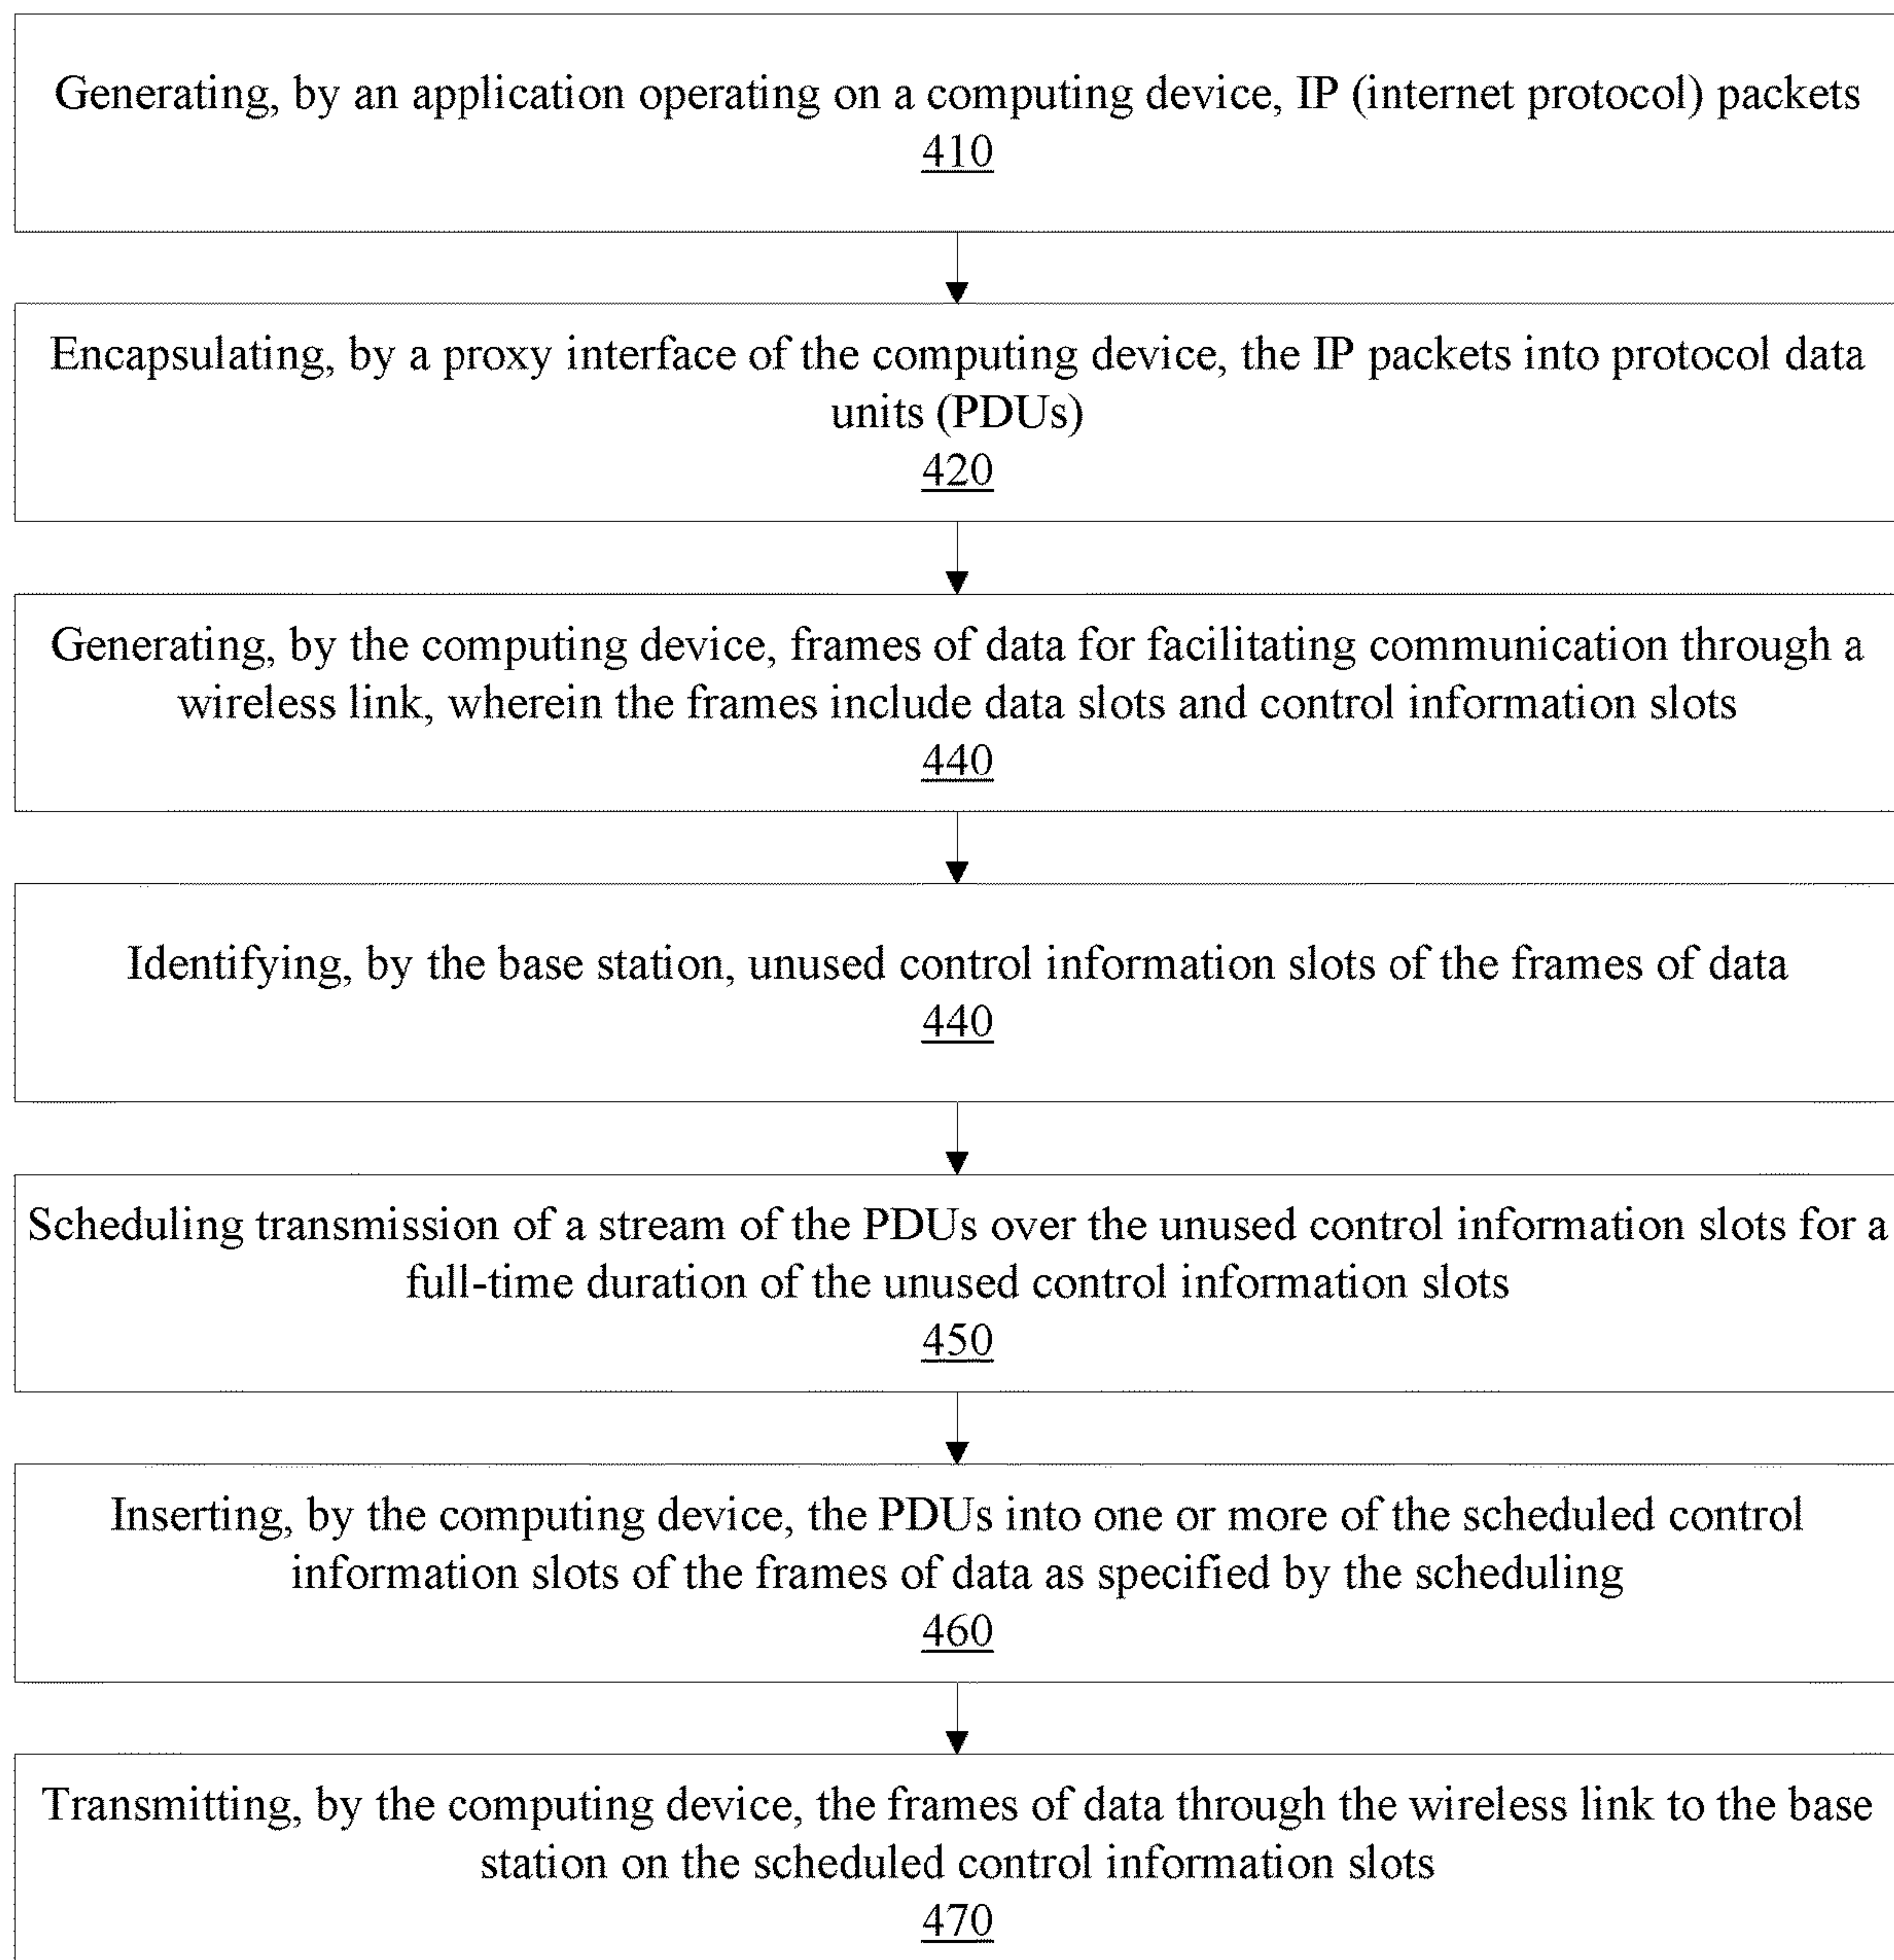 Generating, by an application operating on a computing device, IP (internet protocol) packets
410
Encapsulating, by a proxy interface of the computing device, the IP packets into protocol data
units (PDUs)
420
Generating, by the computing device, frames of data for facilitating communication through a
wireless link, wherein the frames include data slots and control information slots
440
Identifying, by the base station, unused control information slots of the frames of data
440
Scheduling transmission of a stream of the PDUs over the unused control information slots for a
full-time duration of the unused control information slots
450
Inserting, by the computing device, the PDUs into one or more of the scheduled control
information slots of the frames of data as specified by the scheduling
460
Transmitting, by the computing device, the frames of data through the wireless link to the base
station on the scheduled control information slots
470